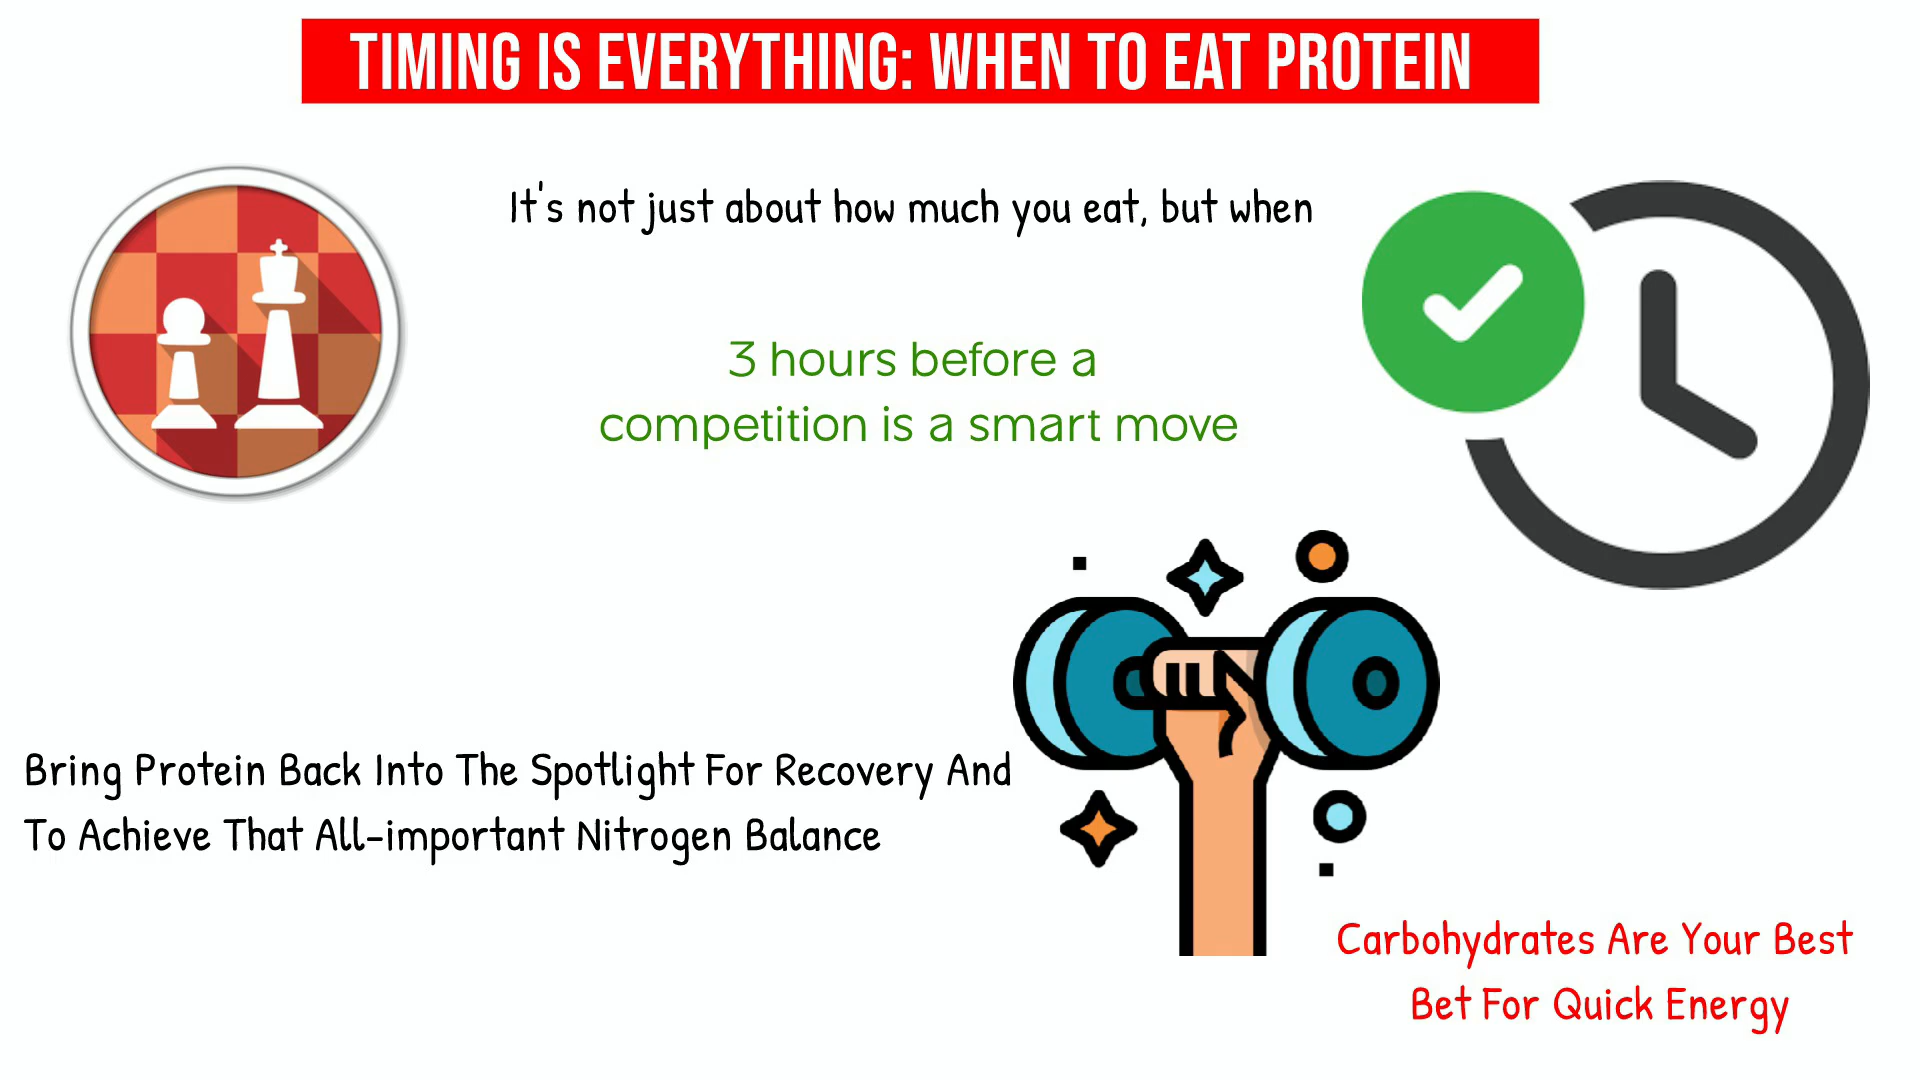 TIMING IS EVERYTHING: WHEN TO EAT PROTEIN
It's not just about how much you eat, but when
3 hours before a
competition is a smart move
Bring Protein Back Into The Spotlight For Recovery And
To Achieve That All-important Nitrogen Balance
Carbohydrates Are Your Best
Bet For Quick Energy